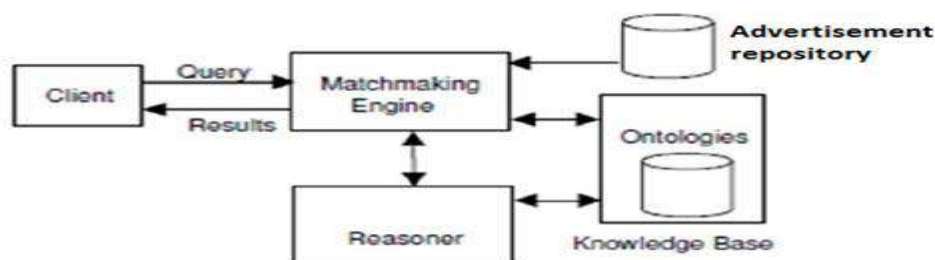 Advertisement
repository
Query
Client
Matchmaking
Engine
Results
Ontologies
Reasoner
Knowledge Base